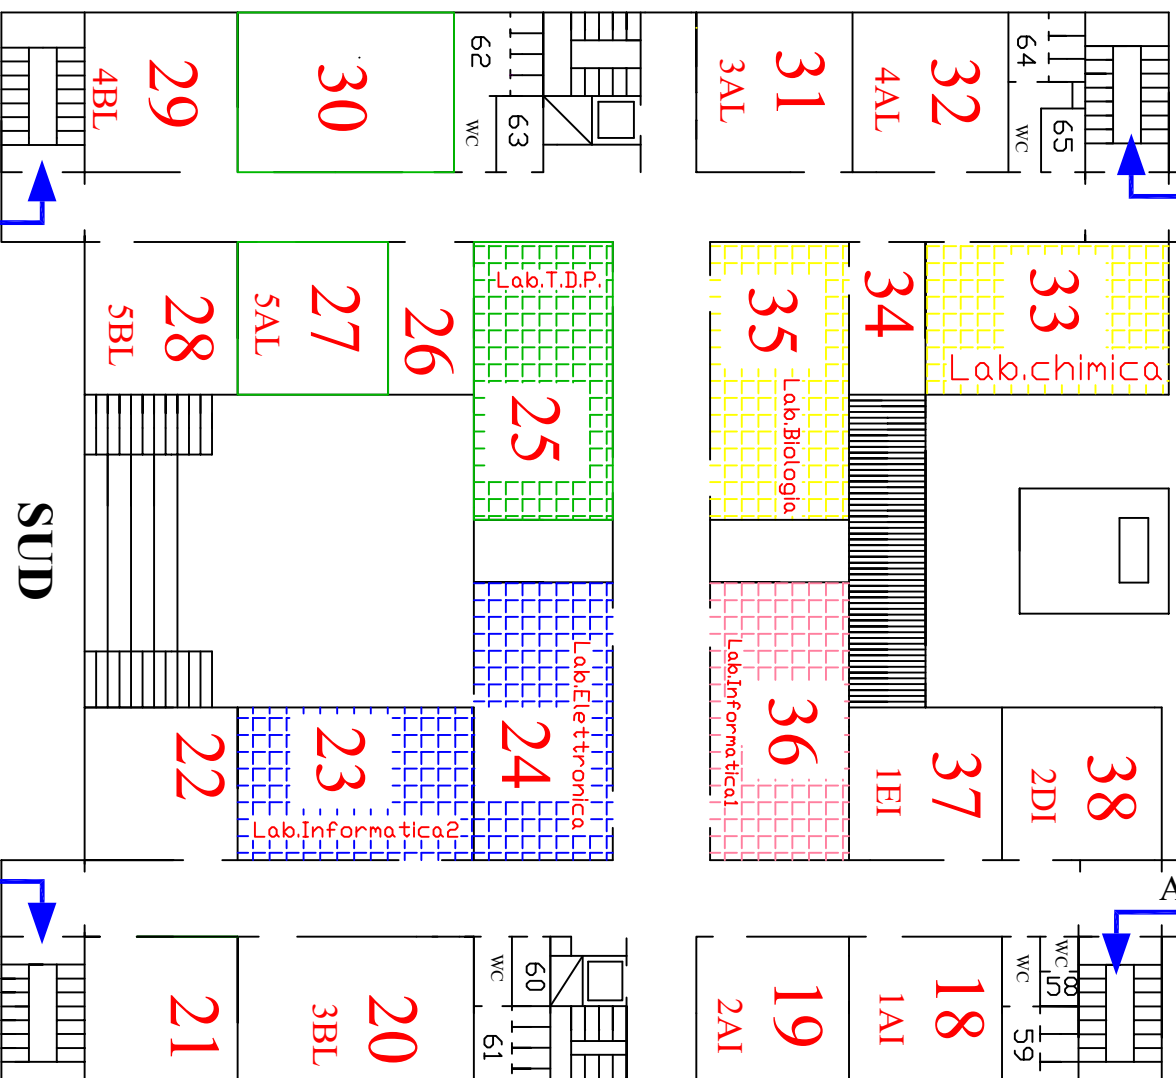 29
4BL
30
62
63
WC
31
3AL
32
4AL
64
WC
65
28
5BL
27
5AL
26
Lab.T.D.P.
25
35
Lab.Biologia
34
33
Lab.chimica
SUD
22
23
Lab.Informatica2
24
Lab.Elettronica
36
Lab.Informatica1
37
1EI
38
2DI
A
21
20
3BL
WC
60
61
19
2AI
18
1AI
WC
WC
58
59